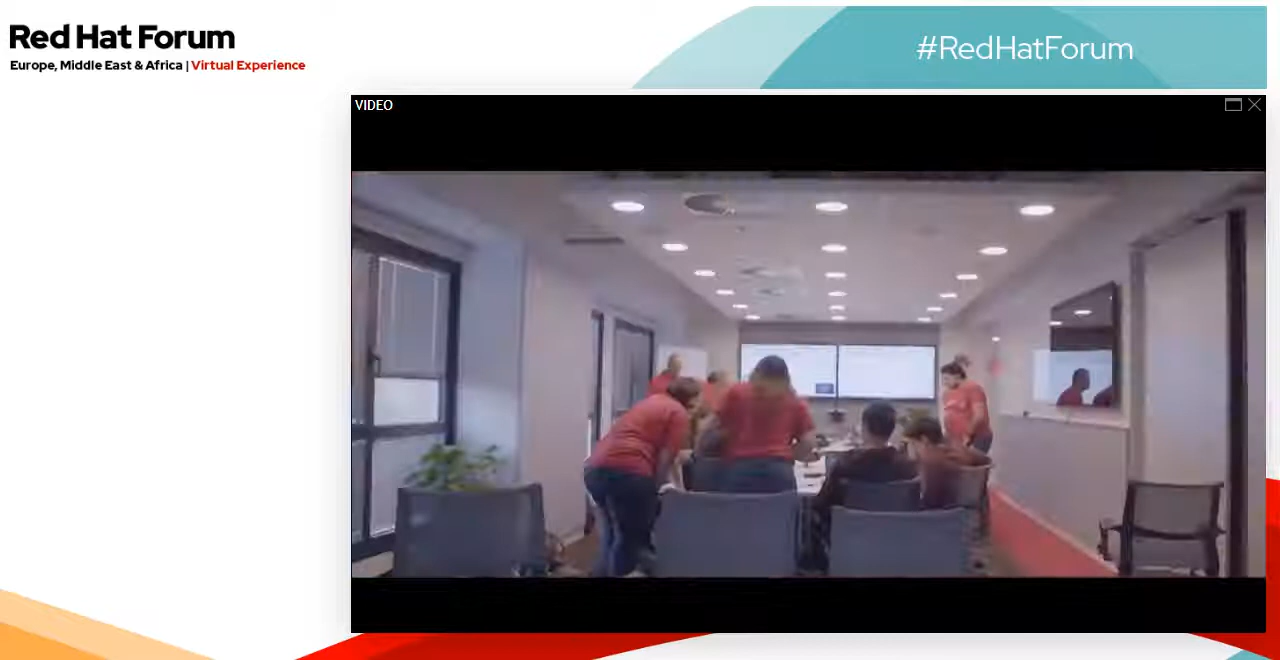 Red Hat Forum
Europe, Middle East & Africa | Virtual Experience
#RedHatForum
VIDEO